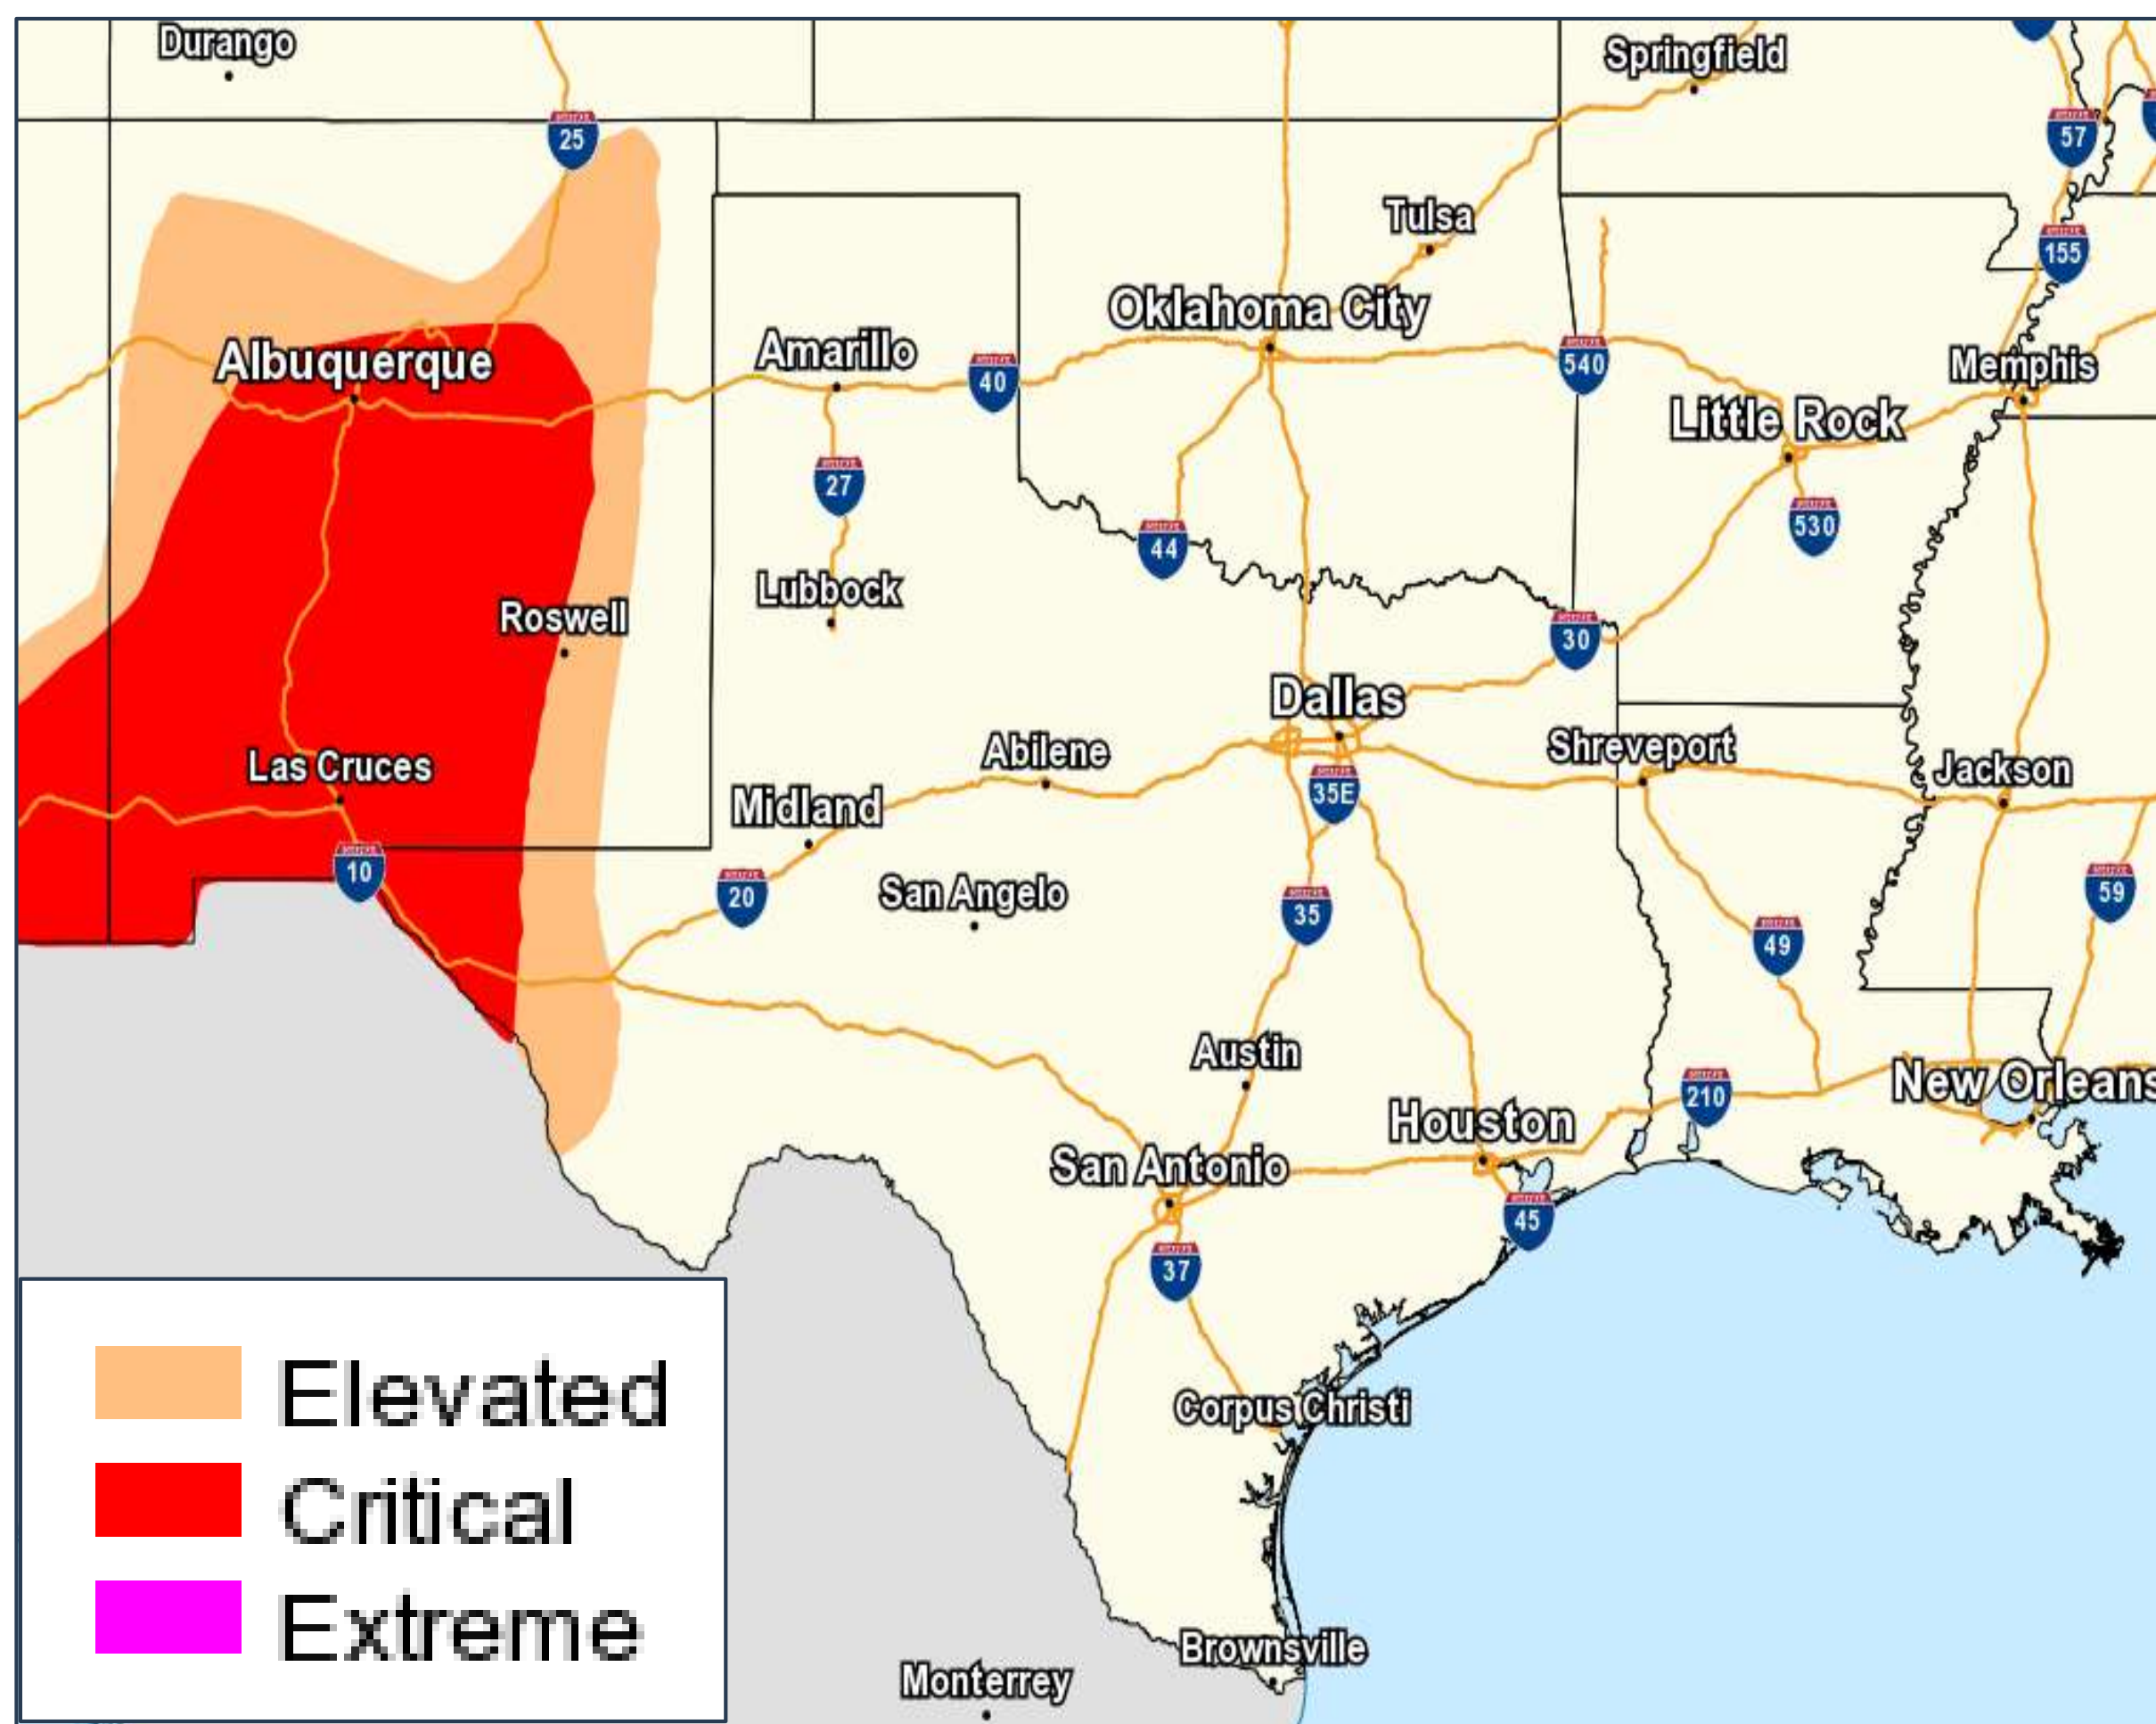 Durango
Springfield
25
57
Tulsa
155
Oklahoma City
Albuquerque
Amarillo
40
540
Memphis
Little Rock
27
44
530
Lubbock
Roswell
30
Dallas
Las Cruces
Abilene
Shreveport
Jackson
Midland
35E
10
20
San Angelo
35
59
49
Austin
210
New Orleans
Houston
San Antonio
45
37
Corpus Christi
Brownsville
Monterrey
Elevated
Critical
Extreme